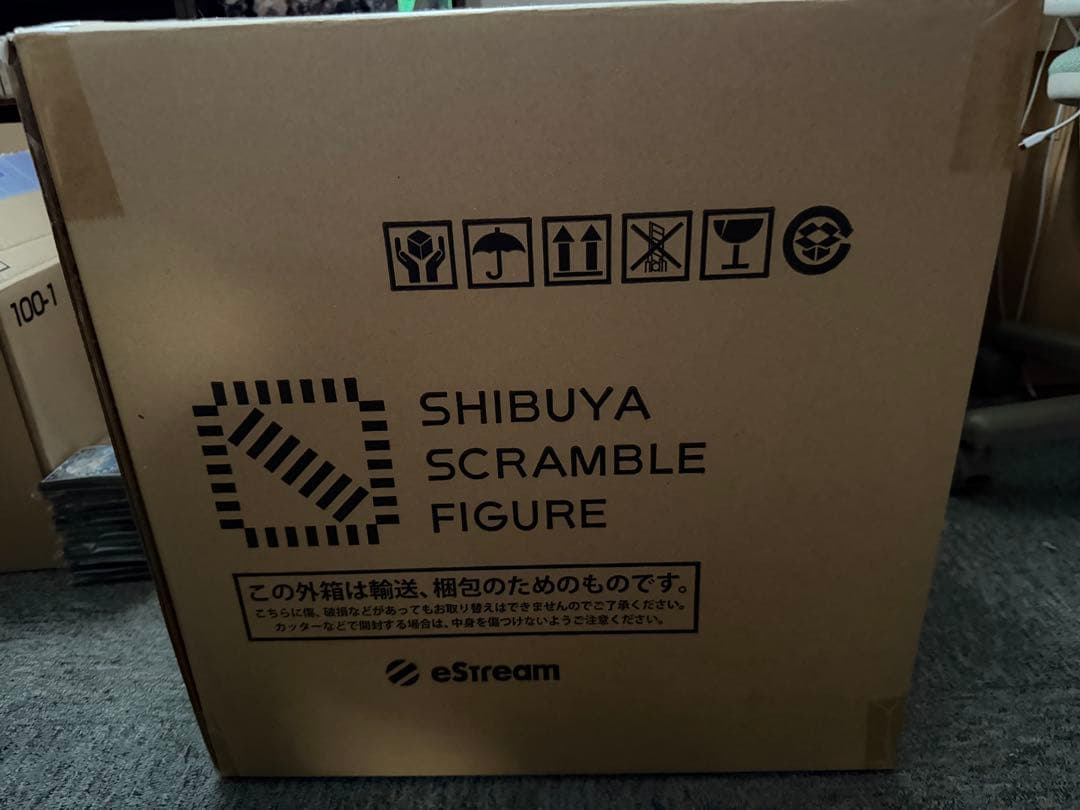 100-1
SHIBUYA
SCRAMBLE
FIGURE
この外箱は輸送、梱包のためのものです。
こちらに傷、破損などがあってもお取り替えはできませんのでご了承ください。
カッターなどで開封する場合は、中身を傷つけないようご注意ください。
eStream